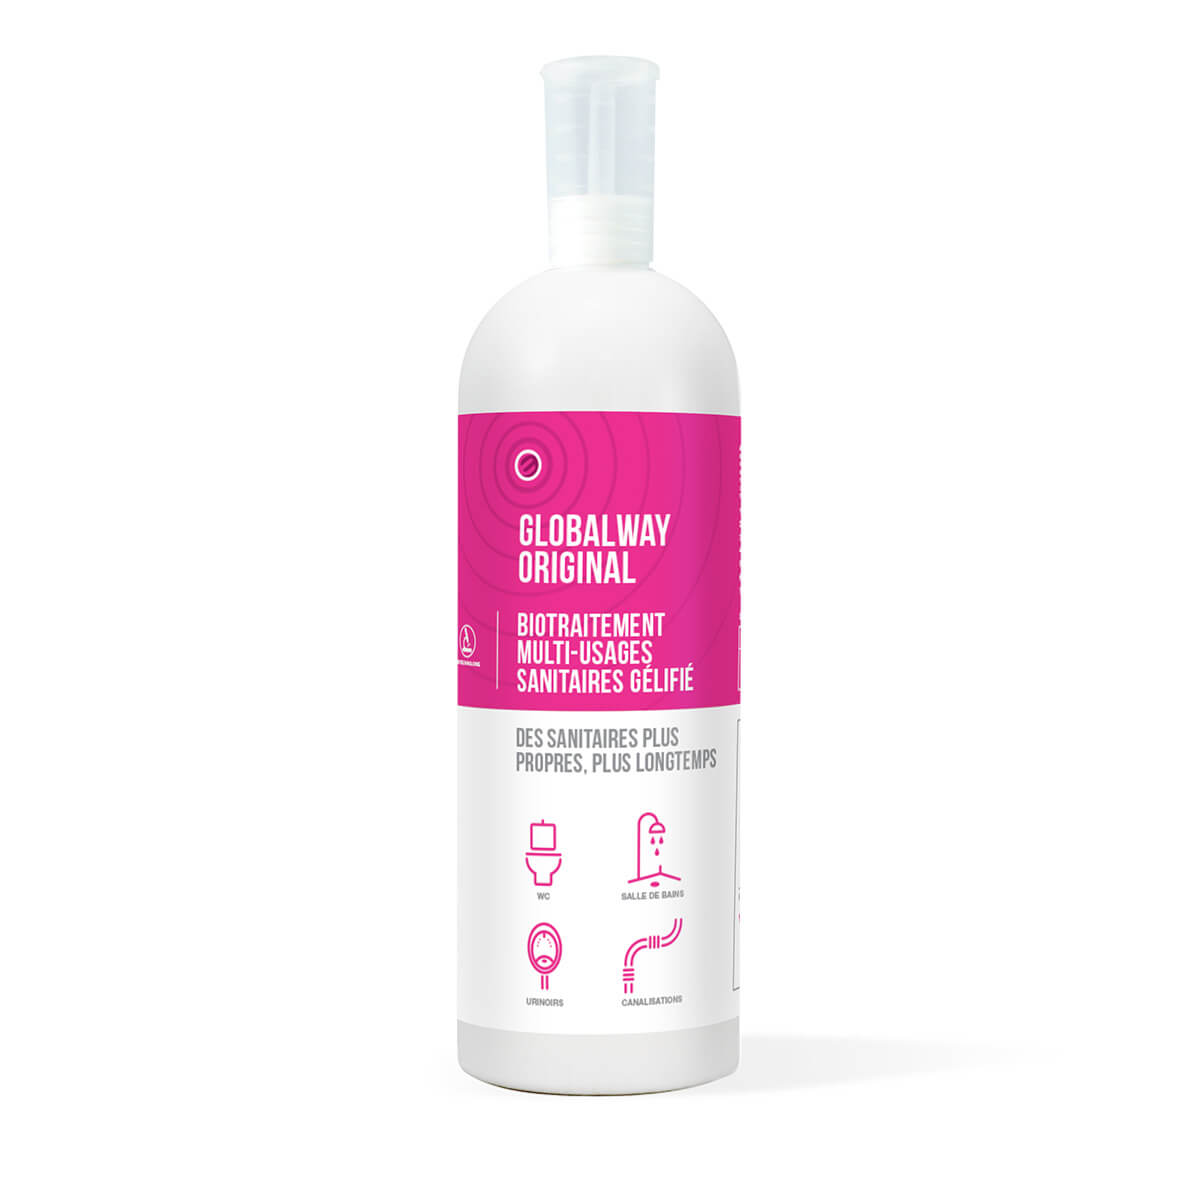 GLOBALWAY
ORIGINAL
BIOTRAITEMENT
MULTI-USAGES
SANITAIRES GÉLIFIÉ
DES SANITAIRES PLUS
PROPRES, PLUS LONGTEMPS
WC
SALLE DE BAINS
URINOIRS
CANALISATIONS